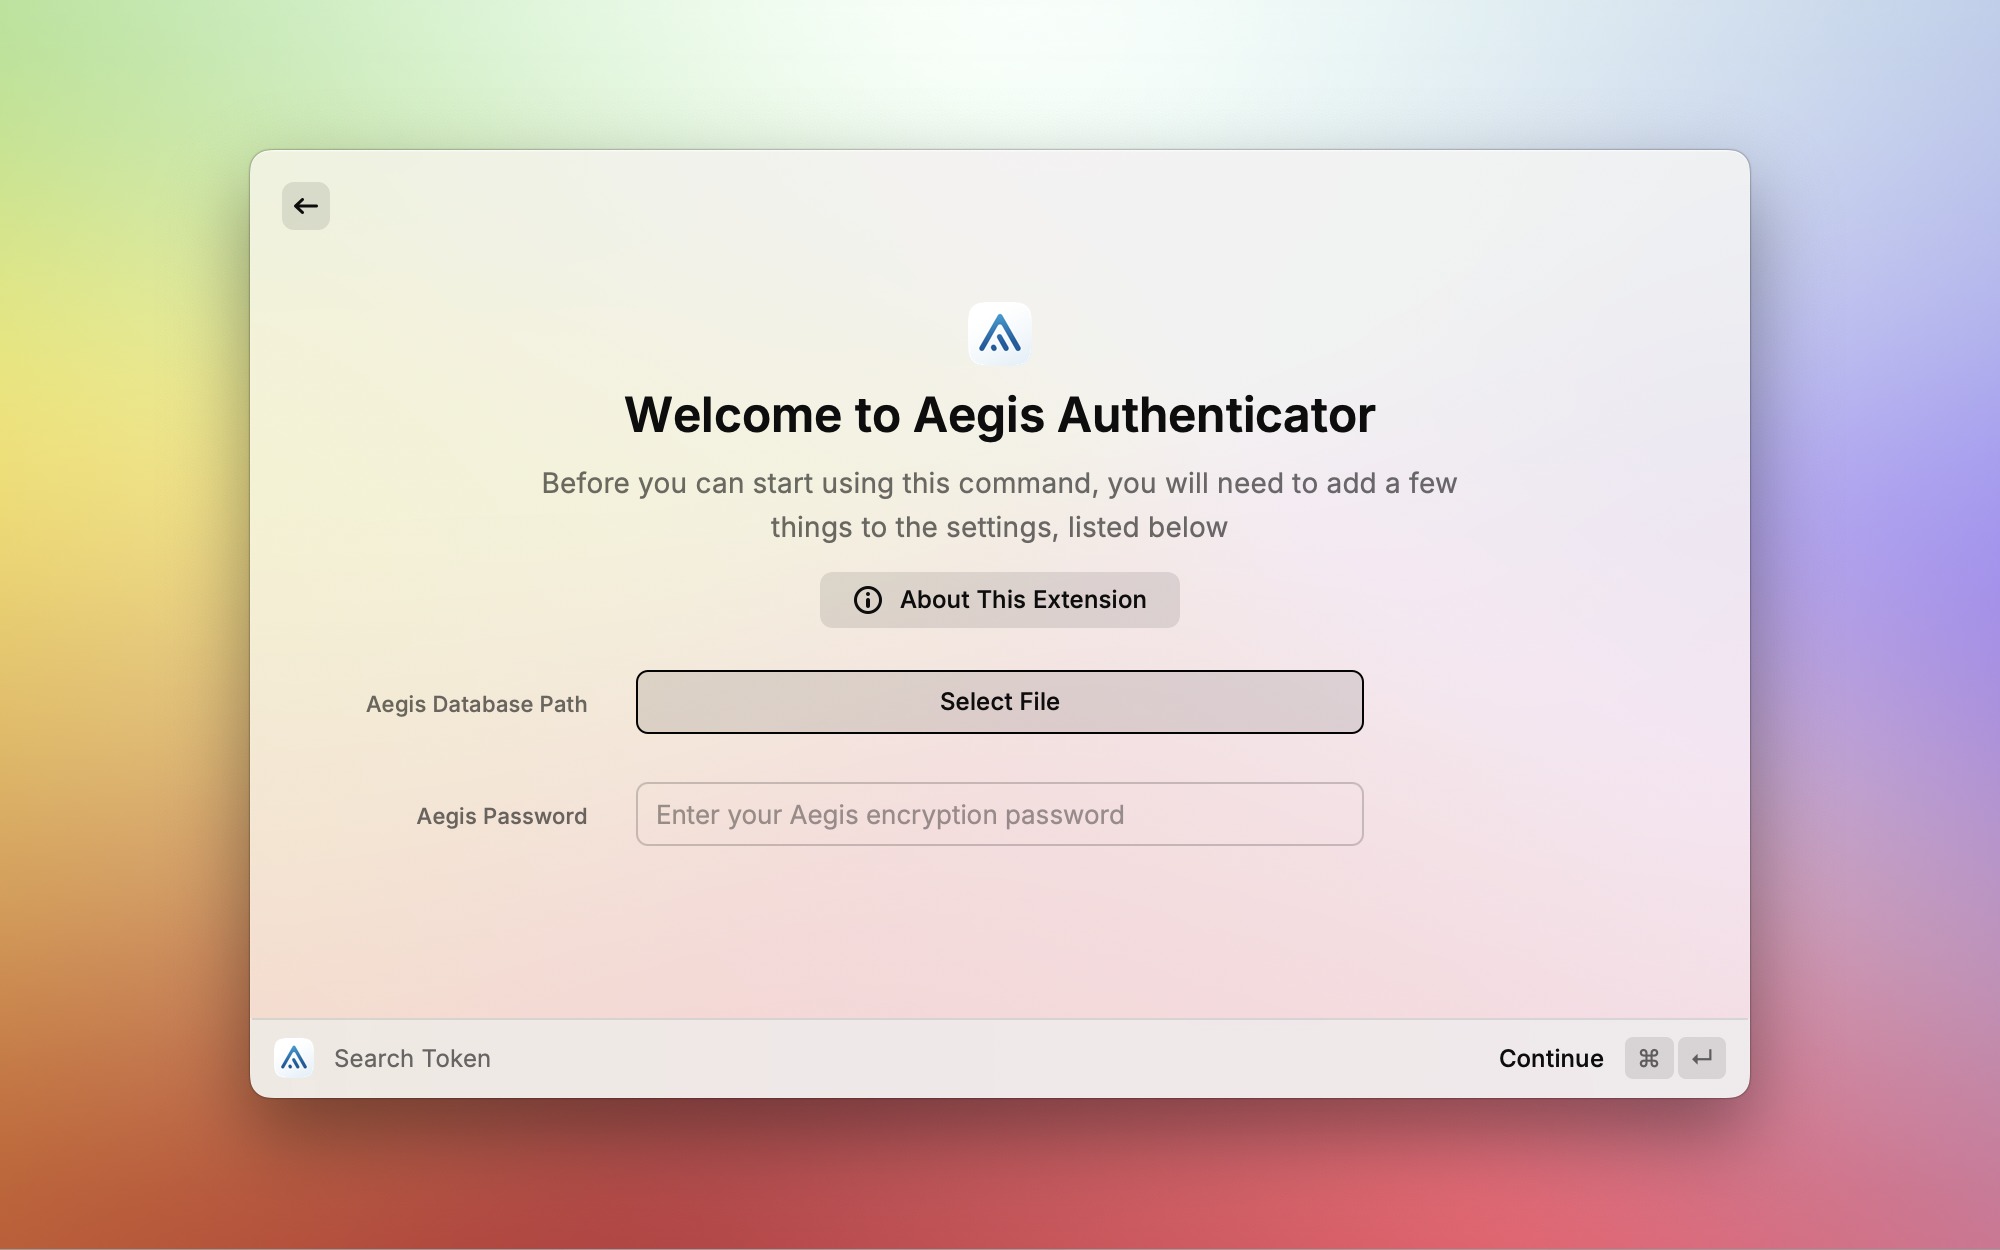 Welcome to Aegis Authenticator
Before you can start using this command, you will need to add a few
things to the settings, listed below
About This Extension
Aegis Database Path
Select File
Aegis Password
Enter your Aegis encryption password
Search Token
Continue ⌘ ↵